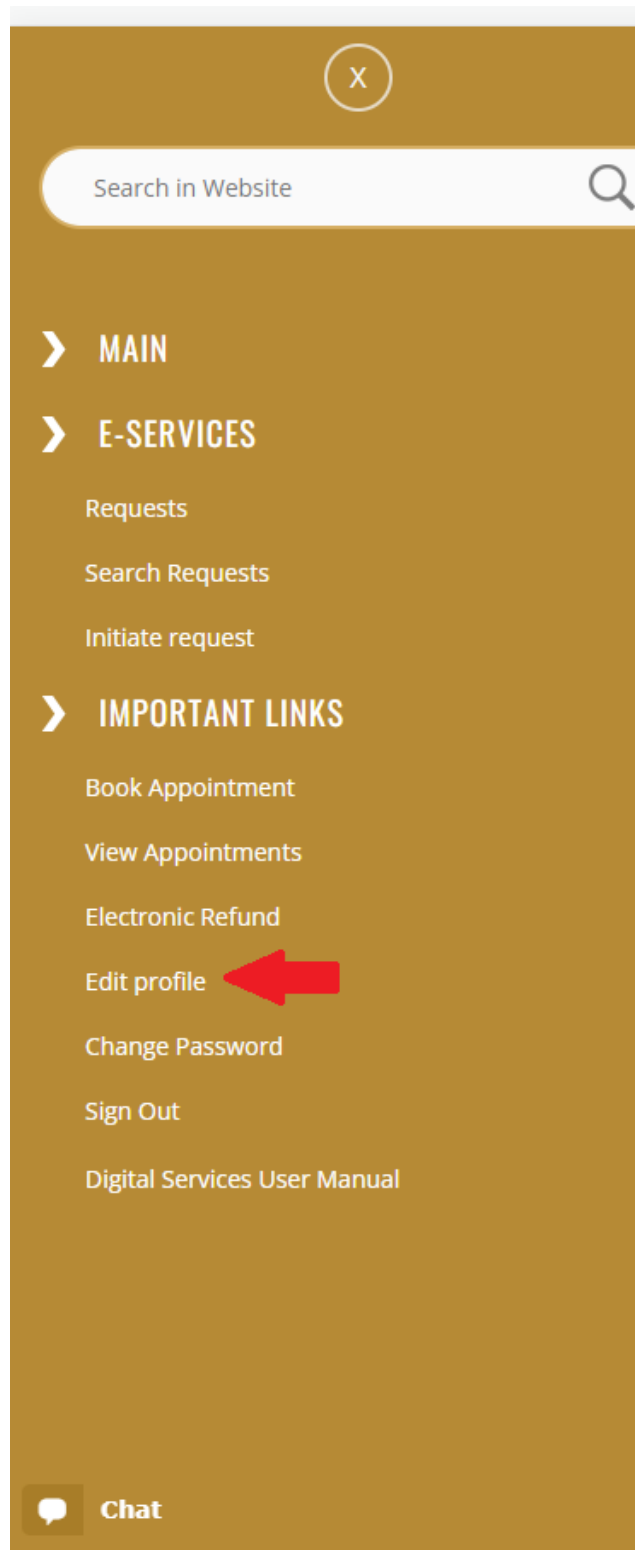 X
Search in Website
MAIN
E-SERVICES
Requests
Search Requests
Initiate request
IMPORTANT LINKS
Book Appointment
View Appointments
Electronic Refund
Edit profile
Change Password
Sign Out
Digital Services User Manual
Chat